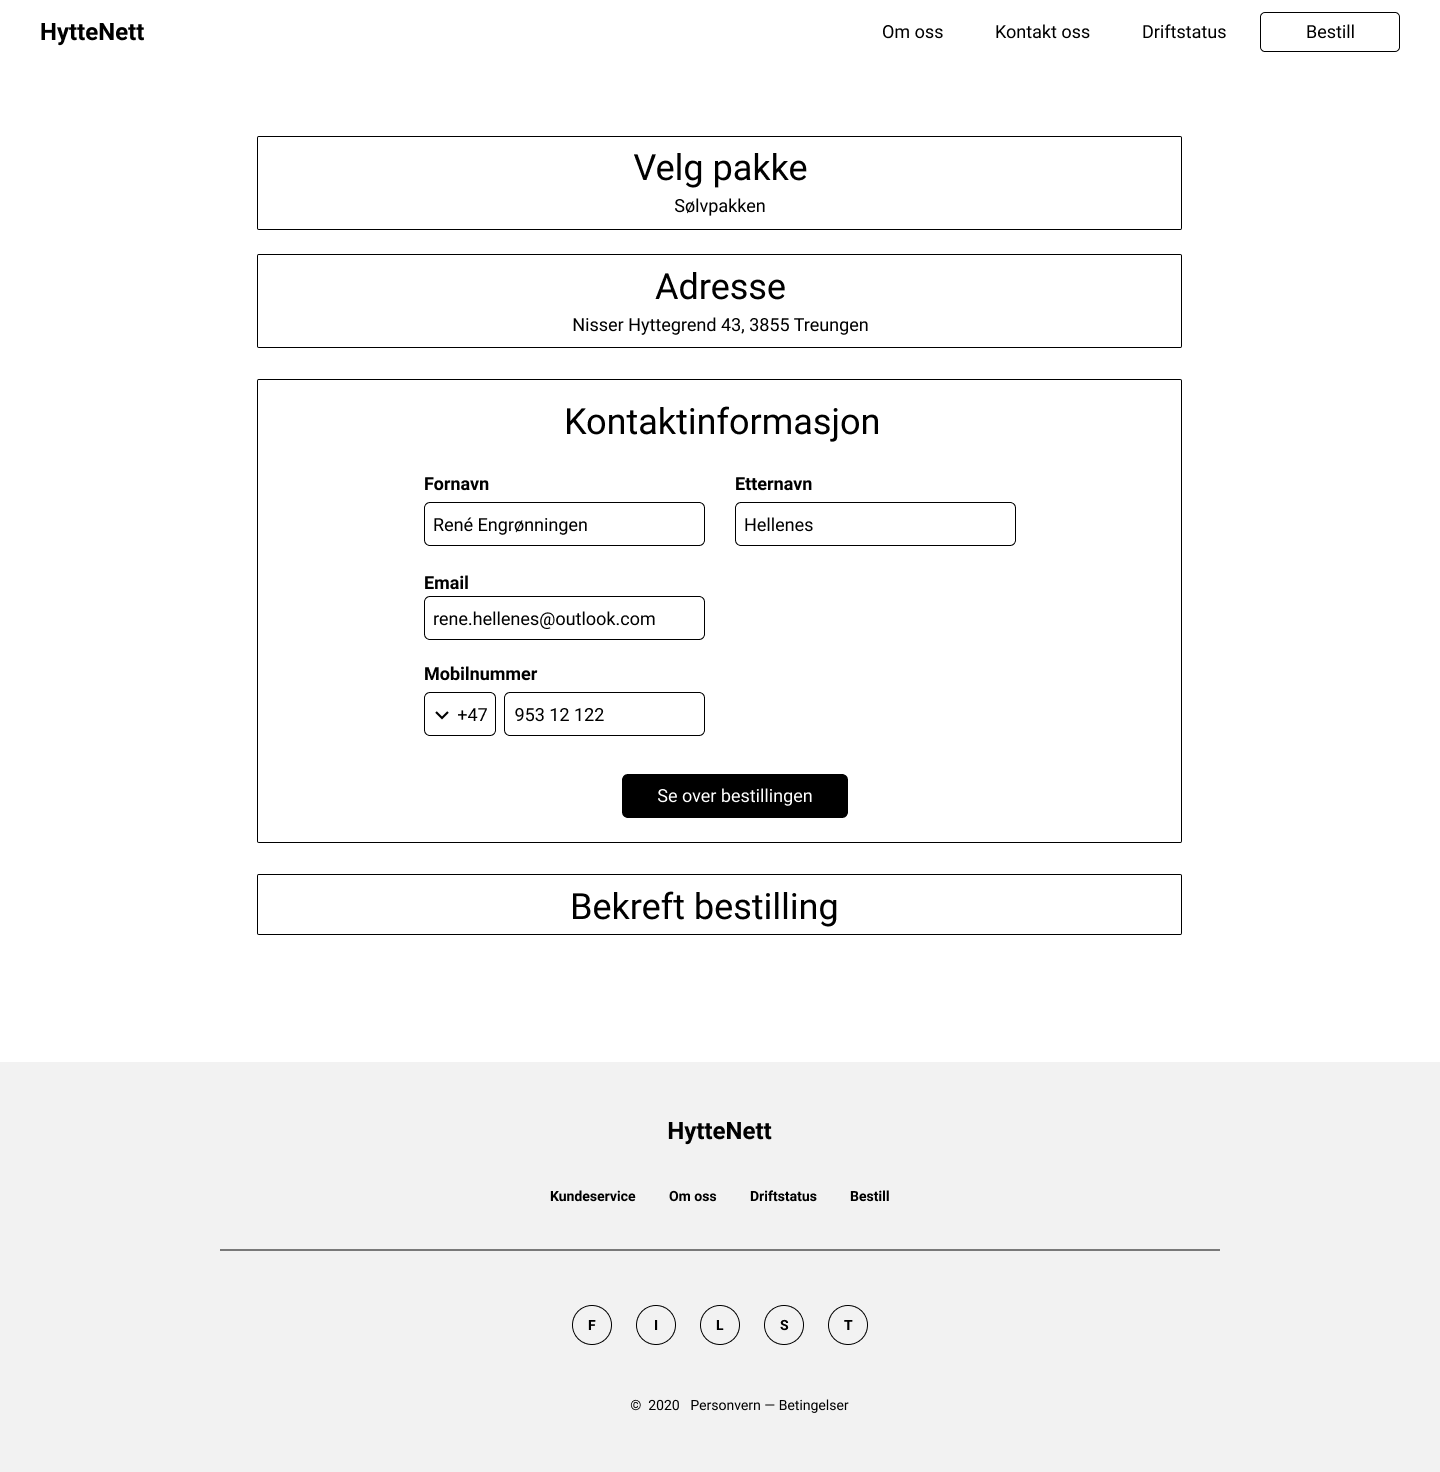 HytteNett
Om oss
Kontakt oss
Driftstatus
Bestill
Velg pakke
Sølvpakken
Adresse
Nisser Hyttegrend 43, 3855 Treungen
Kontaktinformasjon
Fornavn
Etternavn
René Engrønningen
Hellenes
Email
rene.hellenes@outlook.com
Mobilnummer
+47
953 12 122
Se over bestillingen
Bekreft bestilling
HytteNett
Kundeservice
Om oss
Driftstatus
Bestill
F
I
L
S
T
© 2020 Personvern — Betingelser